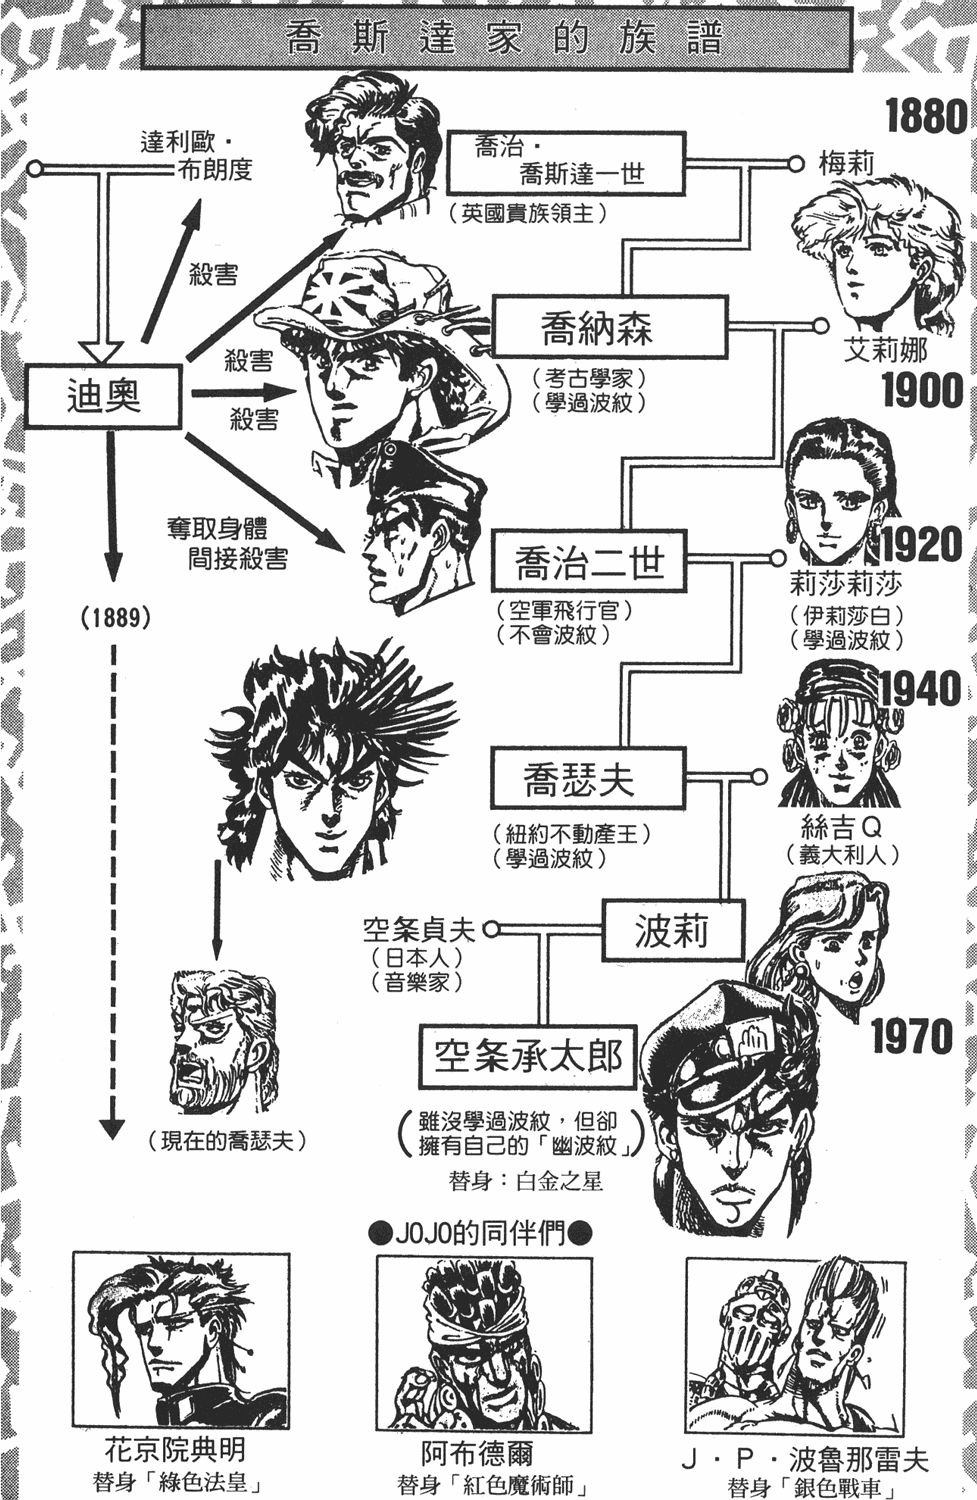 喬斯達家的族譜
1880
達利歐·
布朗度
喬治·
喬斯達一世
(英國貴族領主)
梅莉
殺害
喬納森
(考古學家)
(學過波紋)
艾莉娜
殺害
迪奧
殺害
1900
奪取身體
間接殺害
喬治二世
(空軍飛行官)
(不會波紋)
1920
莉莎莉莎
(伊莉莎白)
(學過波紋)
(1889)
1940
喬瑟夫
(紐約不動產王)
(學過波紋)
絲吉Q
(義大利人)
空条貞夫
(日本人)
(音樂家)
波莉
1970
空条承太郎
(現在的喬瑟夫)
(雖沒學過波紋,但卻
擁有自己的「幽波紋」)
替身:白金之星
●JOJO的同伴們●
花京院典明
替身「綠色法皇」
阿布德爾
替身「紅色魔術師」
J·P·波魯那雷夫
替身「銀色戰車」